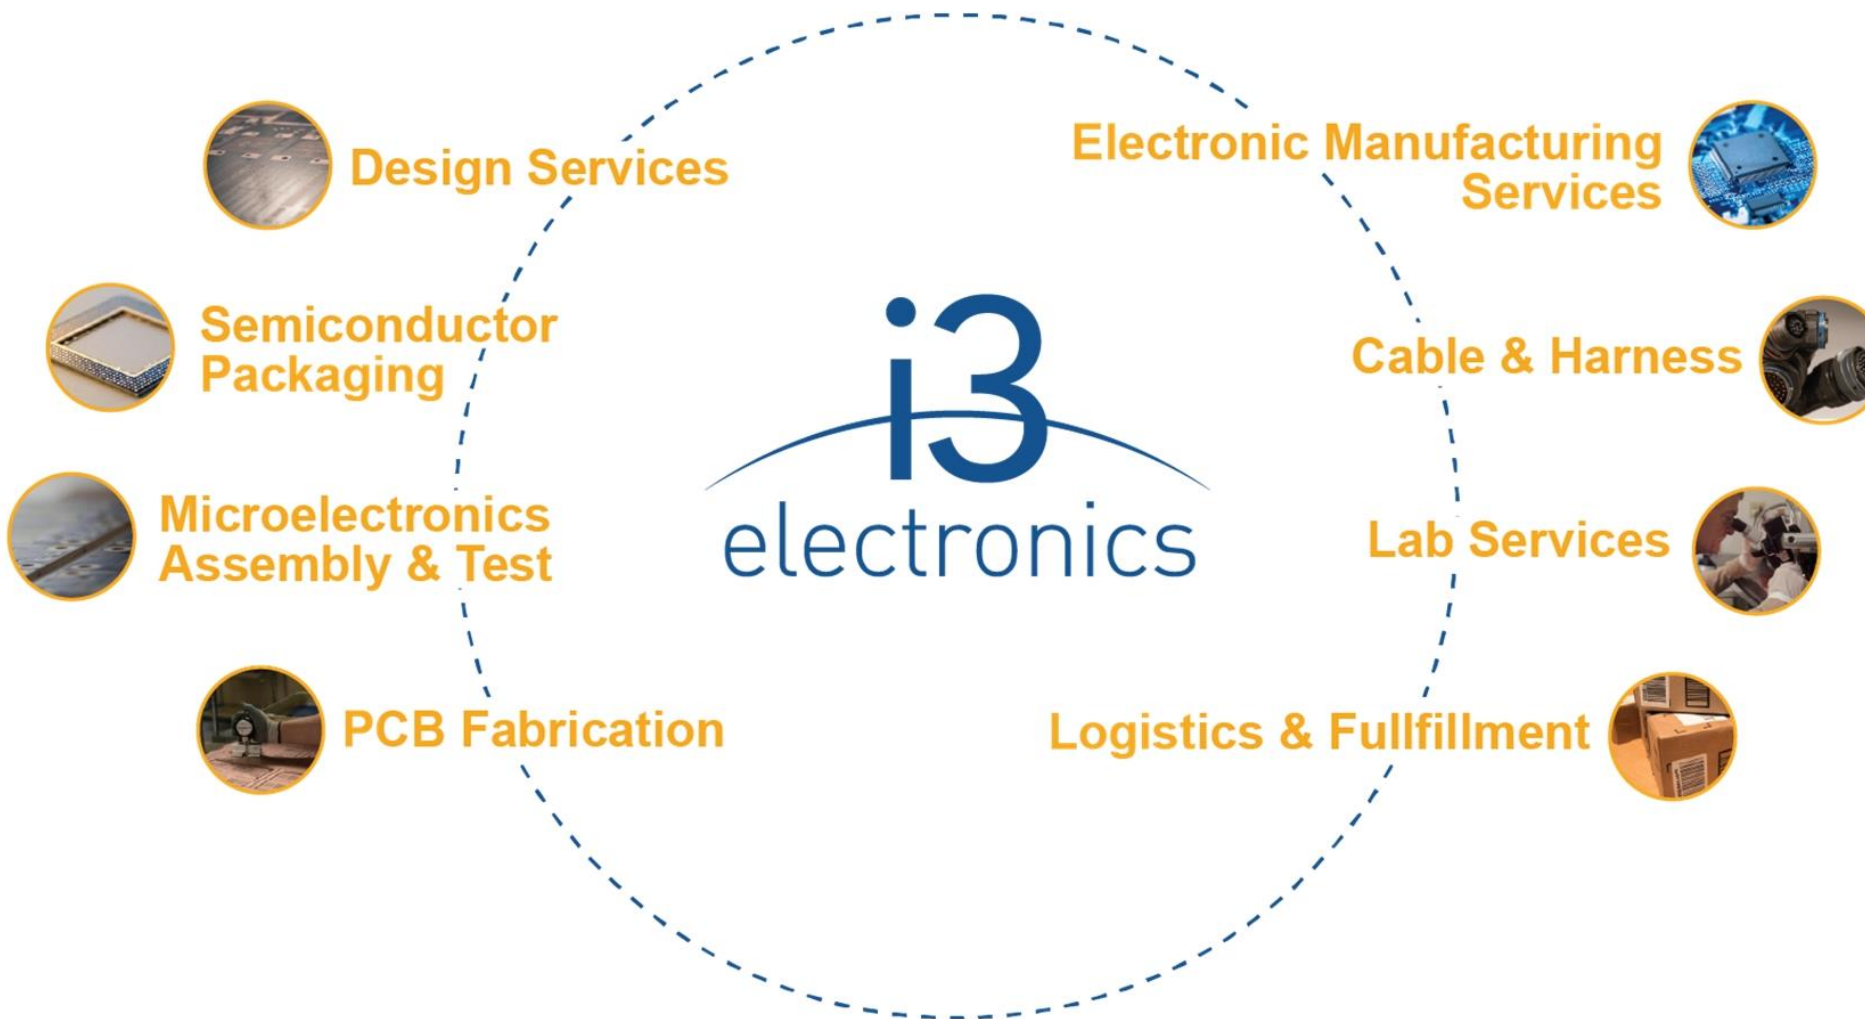 Design Services
Semiconductor
Packaging
Microelectronics
Assembly & Test
PCB Fabrication
i3
electronics
Electronic Manufacturing
Services
Cable & Harness
Lab Services
Logistics & Fullfillment